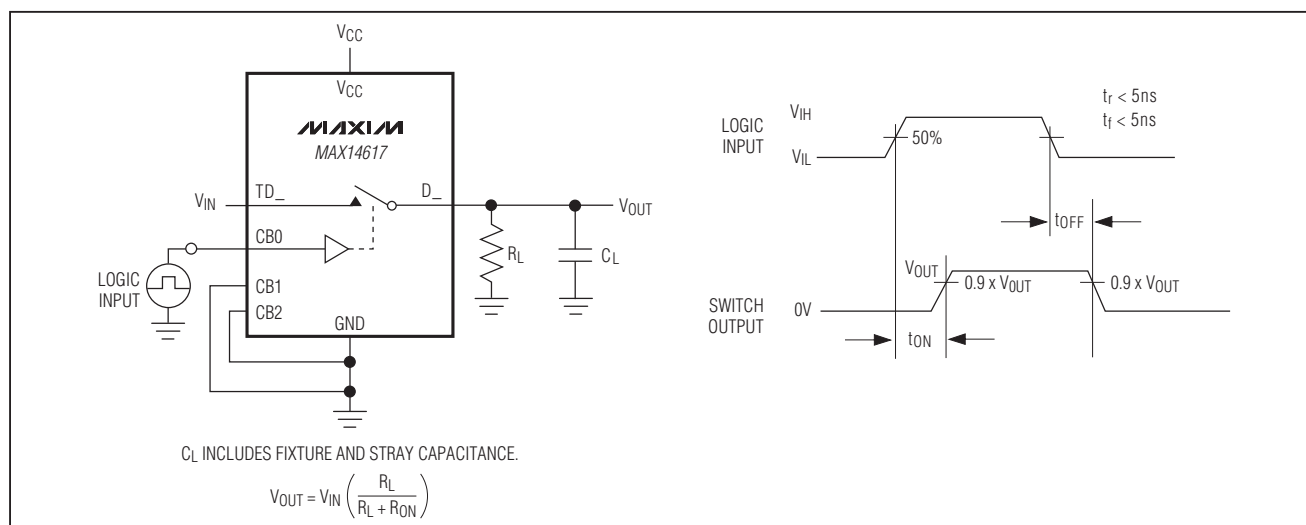 VCC
VCC
MAXIM
MAX14617
VIN
TD_
D_
VOUT
CB0
RL
CL
LOGIC
INPUT
CB1
CB2
GND
CL INCLUDES FIXTURE AND STRAY CAPACITANCE.
VOUT = VIN ( RL / RL + RON )
LOGIC
INPUT
VIH
VIL
50%
tr < 5ns
tf < 5ns
tOFF
SWITCH
OUTPUT
VOUT
0V
0.9 x VOUT
0.9 x VOUT
tON